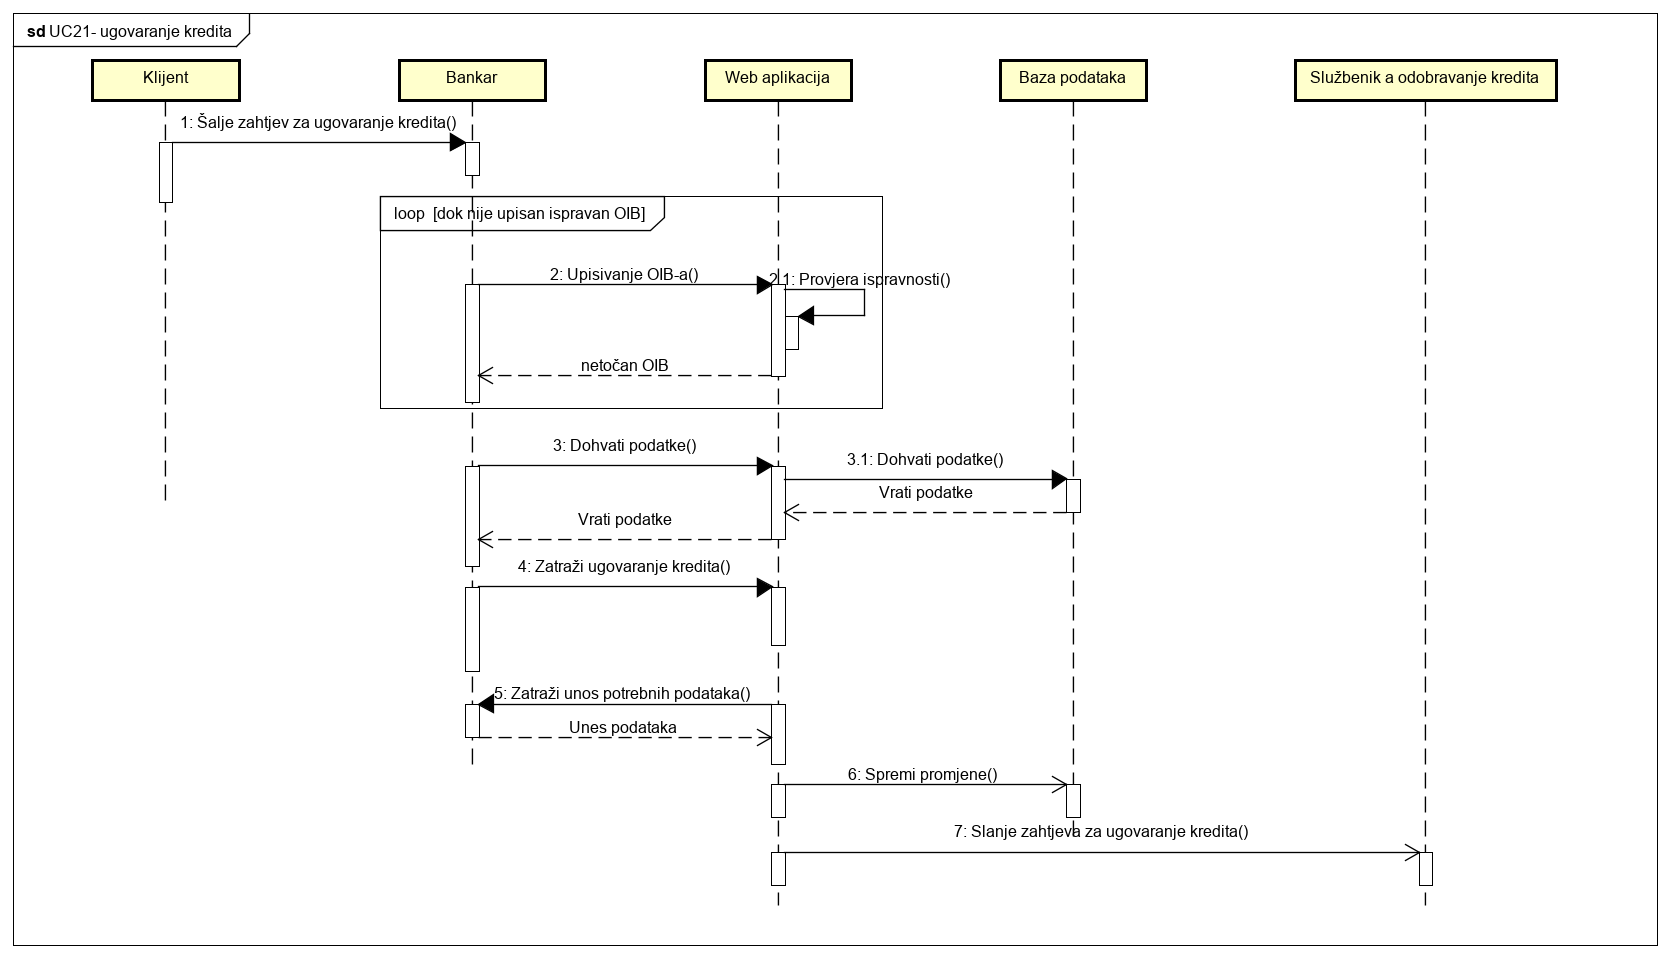 sd UC21- ugovaranje kredita
Klijent
Bankar
Web aplikacija
Baza podataka
Službenik a odobravanje kredita
1: Šalje zahtjev za ugovaranje kredita()
loop [dok nije upisan ispravan OIB]
2: Upisivanje OIB-a()
2.1: Provjera ispravnosti()
netočan OIB
3: Dohvati podatke()
3.1: Dohvati podatke()
Vrati podatke
Vrati podatke
4: Zatraži ugovaranje kredita()
5: Zatraži unos potrebnih podataka()
Unes podataka
6: Spremi promjene()
7: Slanje zahtjeva za ugovaranje kredita()